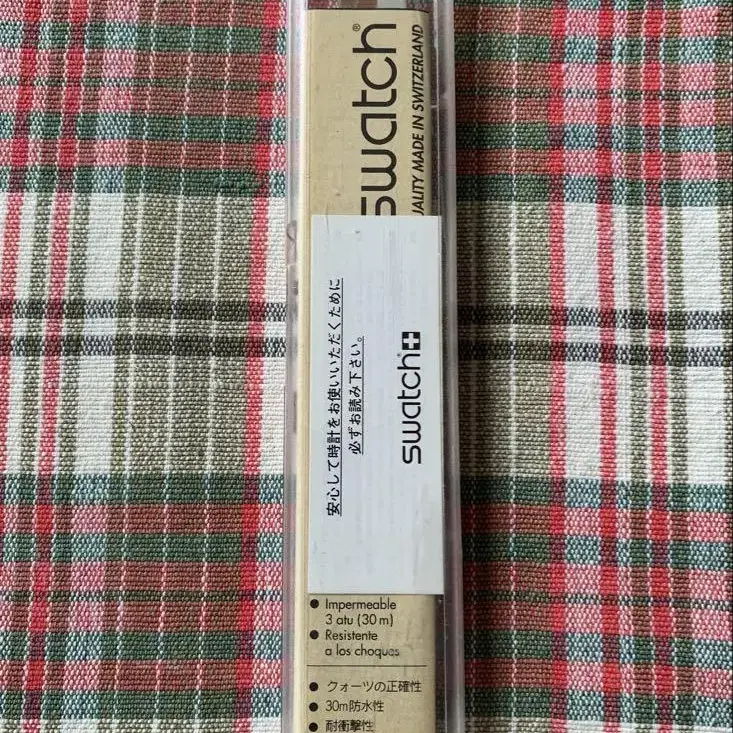 swatch®
QUALITY MADE IN SWITZERLAND
安心して時計をお使いいただくために
必ずお読み下さい。
swatch
● Impermeable
3 atu (30 m)
● Resistente
a los choques
● クォーツの正確性
● 30m防水性
● 耐衝撃性